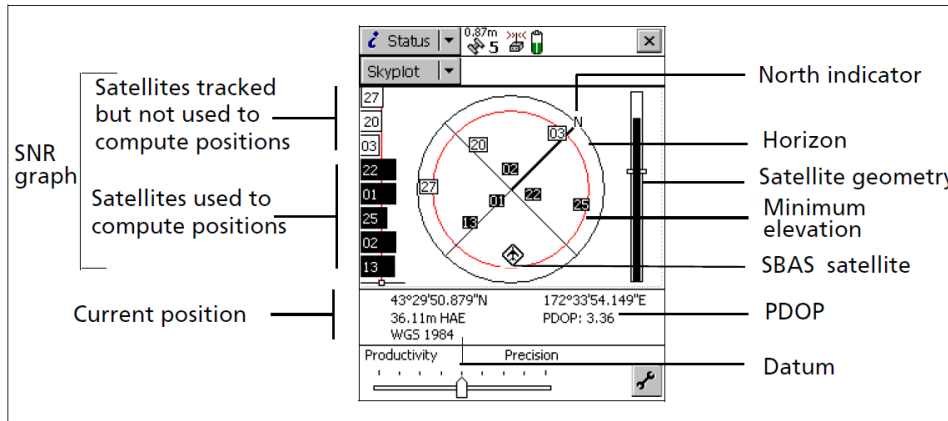 Status
0.87m
5
Skyplot
27
20
03
22
01
25
02
13
N
03
20
02
27
01
22
25
13
43°29'50.879"N 172°33'54.149"E
36.11m HAE PDOP: 3.36
WGS 1984
Productivity Precision
SNR
graph
Satellites tracked
but not used to
compute positions
Satellites used to
compute positions
Current position
North indicator
Horizon
Satellite geometry
Minimum
elevation
SBAS satellite
PDOP
Datum